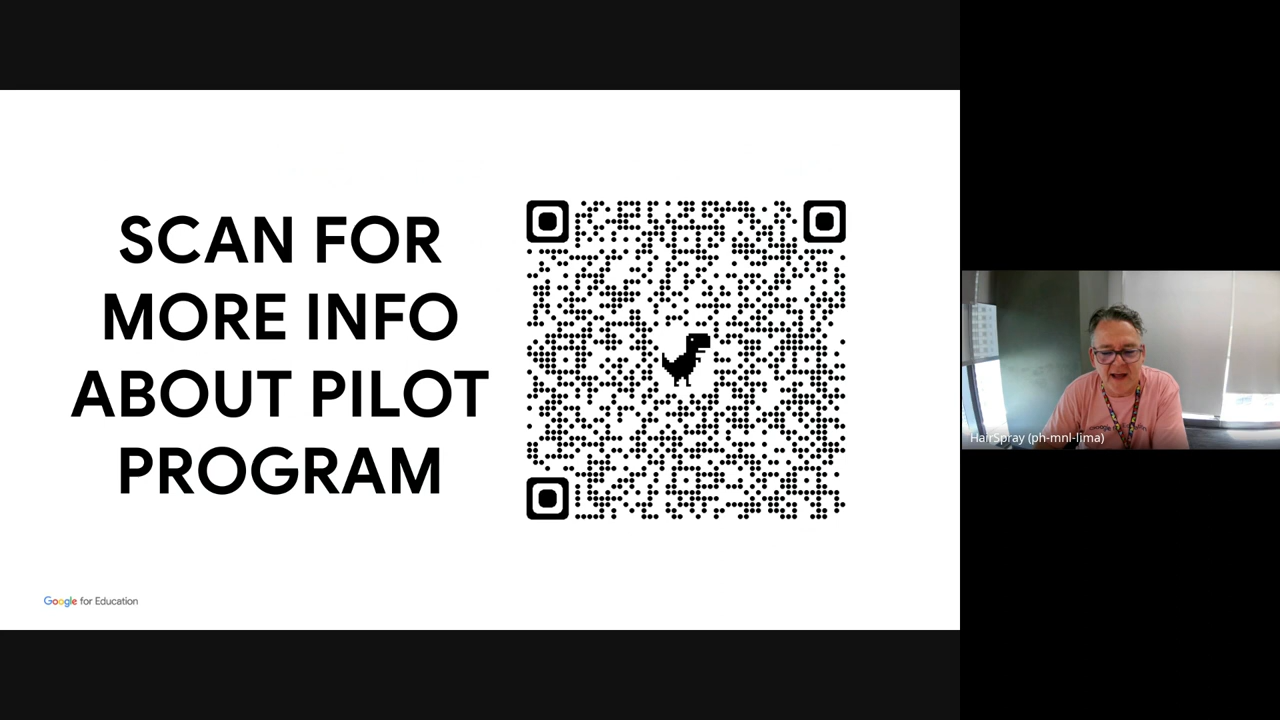 SCAN FOR
MORE INFO
ABOUT PILOT
PROGRAM
Google for Education
HairSpray (ph-mnl-lima)